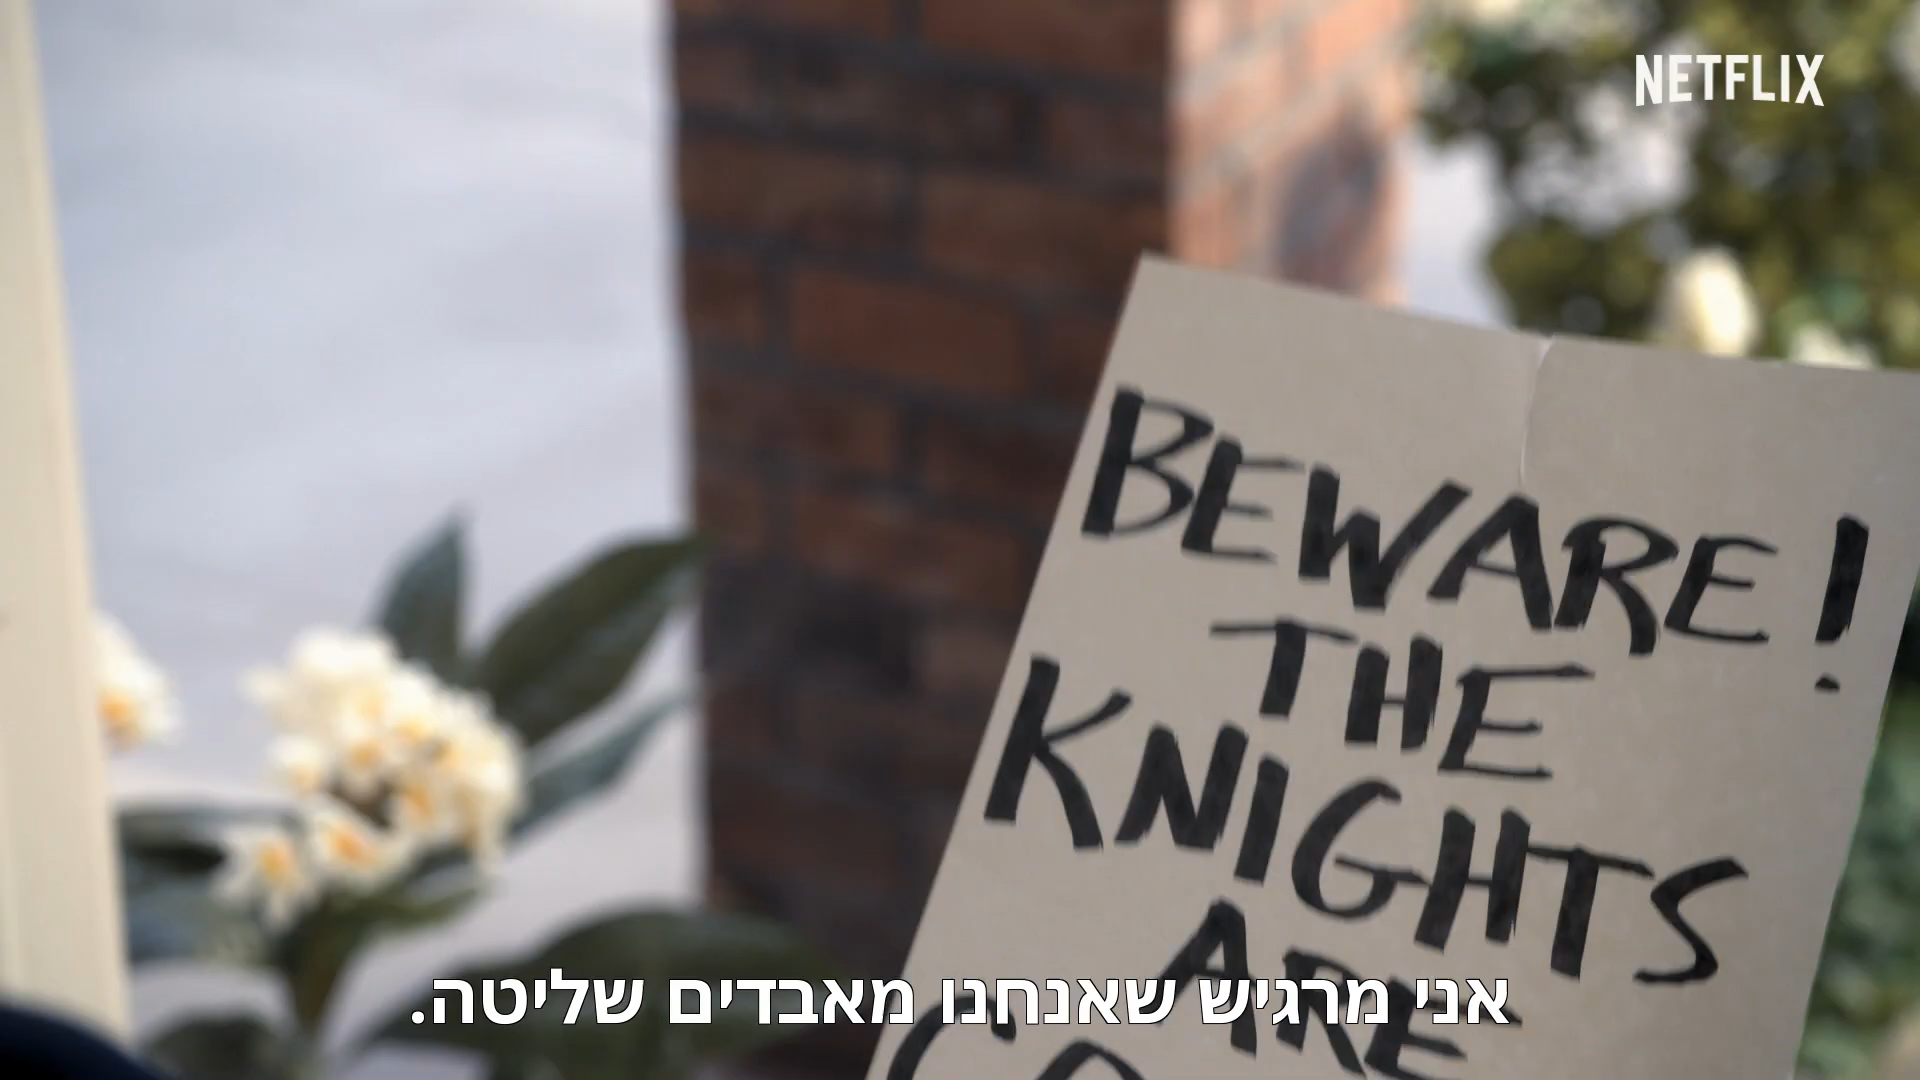 NETFLIX
BEWARE!
THE
KNIGHTS
ARE
אני מרגיש שאנחנו מאבדים שליטה.